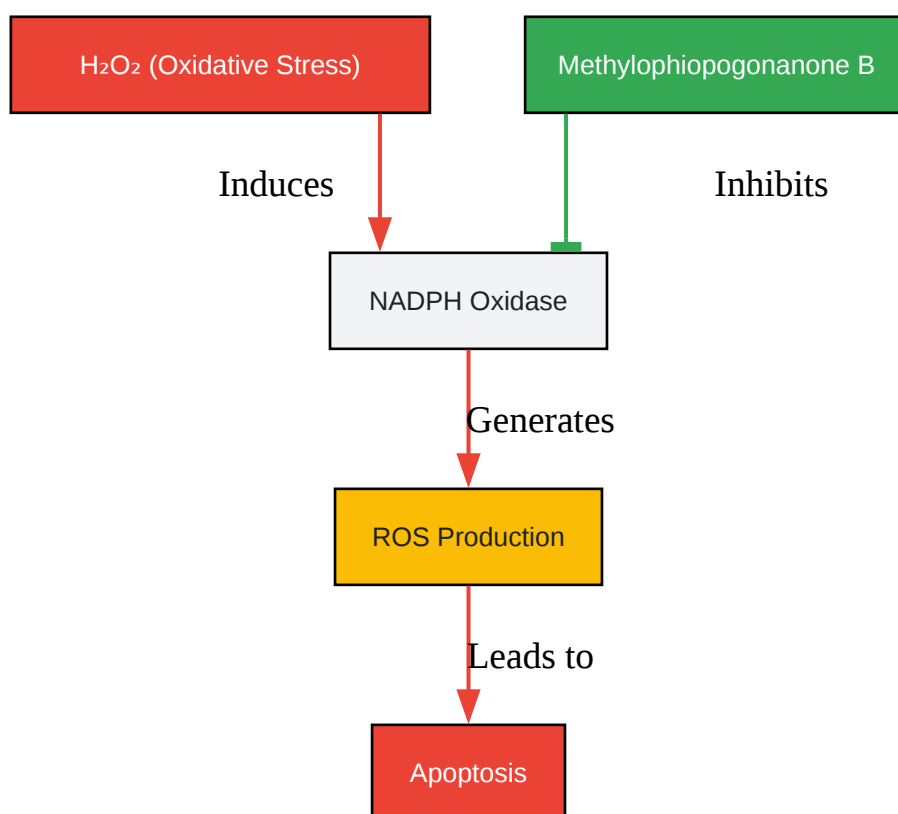 H₂O₂ (Oxidative Stress)
Methylophiopogonanone B
Induces
Inhibits
NADPH Oxidase
Generates
ROS Production
Leads to
Apoptosis